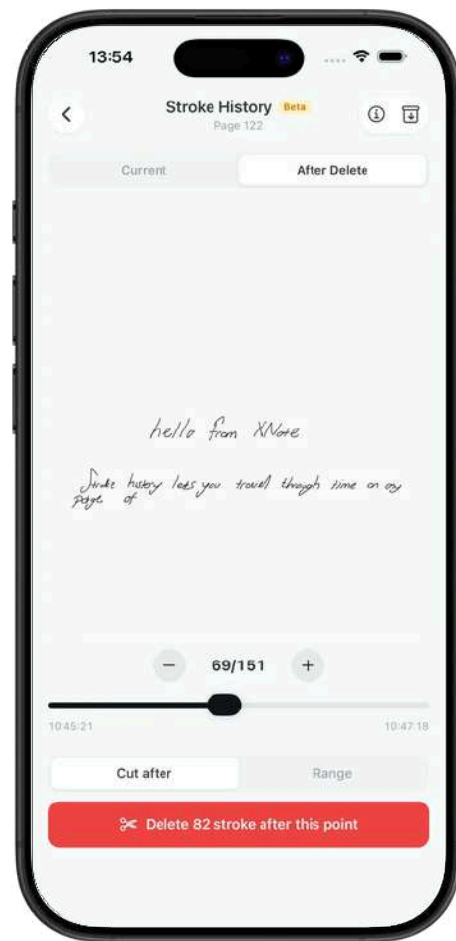 13:54
Stroke History Beta
Page 122
Current After Delete
hello from XNote
Stroke history lets you travel through time on any
page of
69/151
10:45:21 10:47:18
Cut after Range
Delete 82 stroke after this point